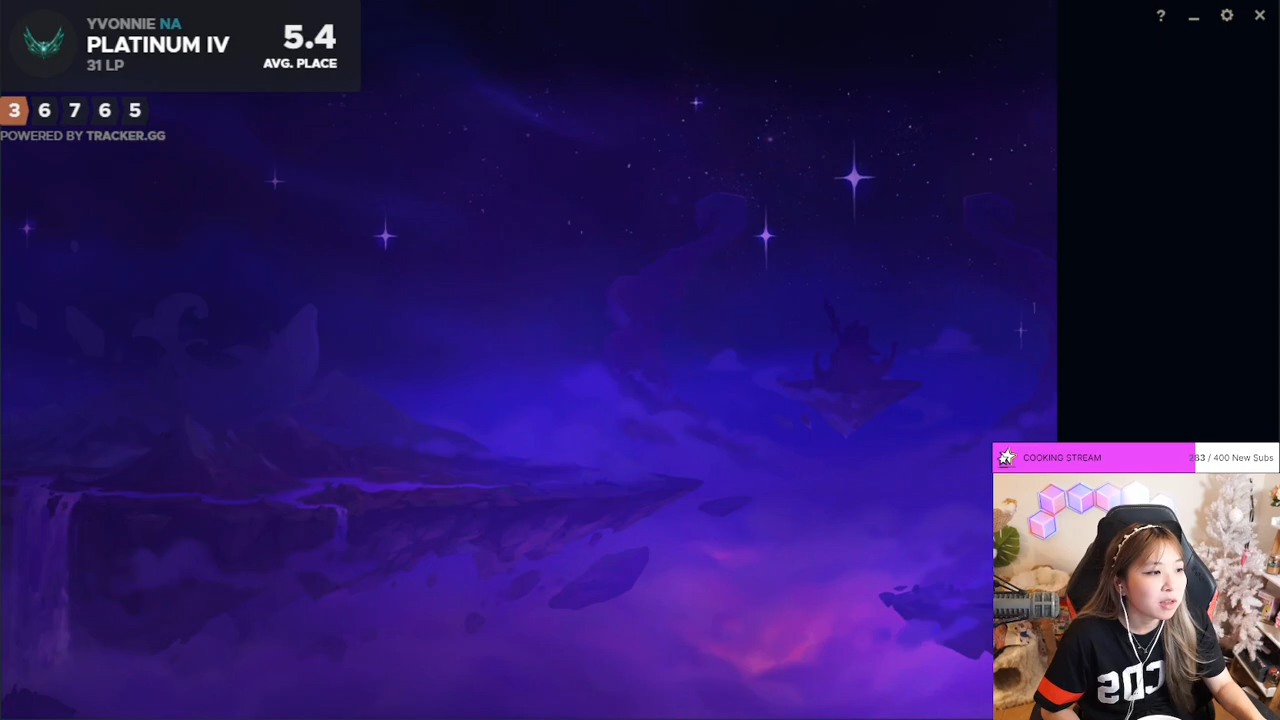 YVONNIE NA
PLATINUM IV
31 LP
5.4
AVG. PLACE
3 6 7 6 5
POWERED BY TRACKER.GG
?
COOKING STREAM
283 / 400 New Subs